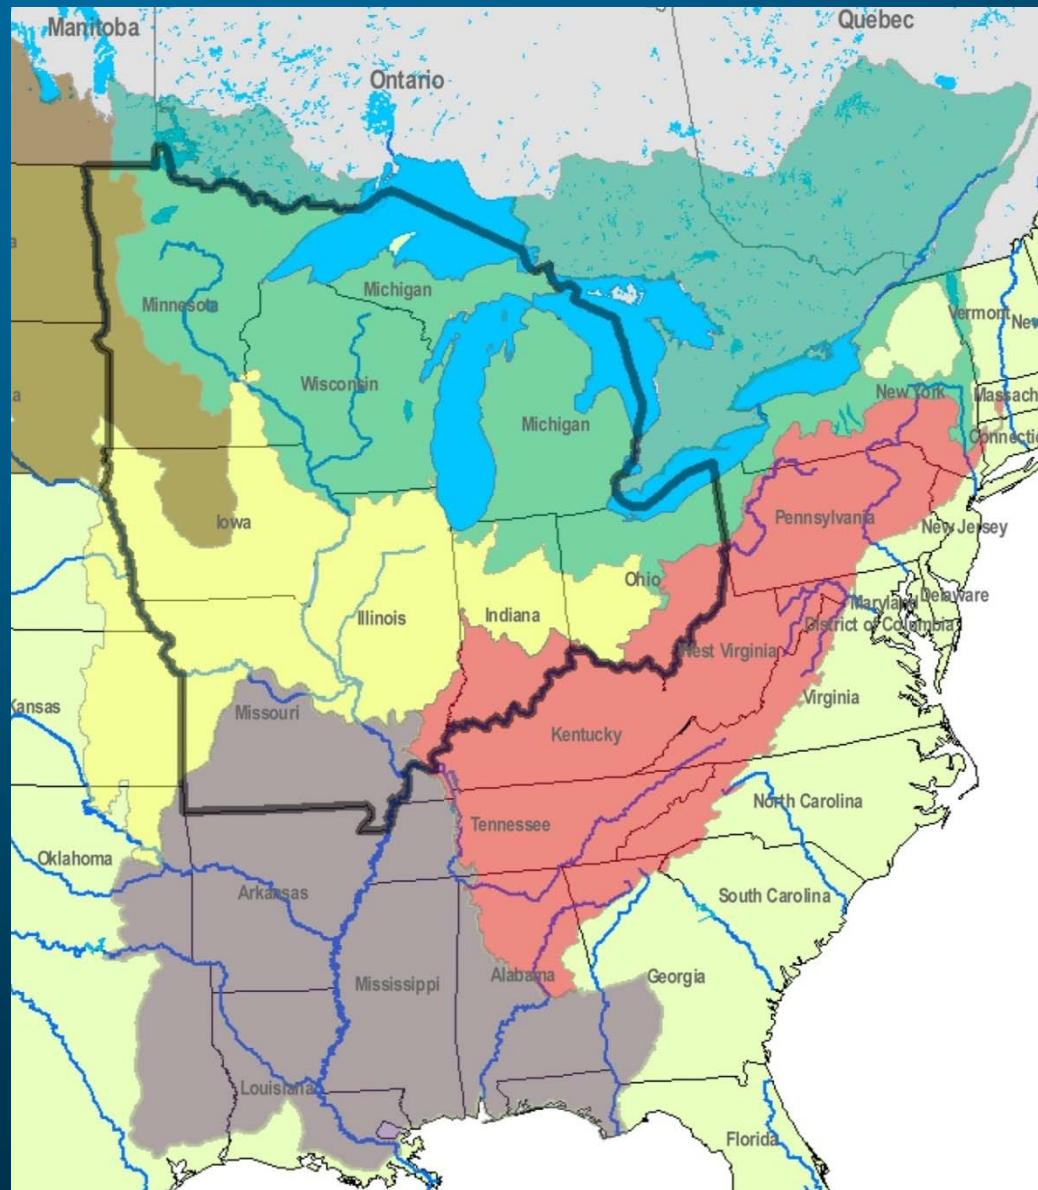 Manitoba
Quebec
Ontario
Minnesota
Michigan
Vermont
Wisconsin
New York
Michigan
Massach
Connectic
Iowa
Pennsylvania
New Jersey
Ohio
Illinois
Indiana
Maryland
Delaware
District of Columbia
West Virginia
Virginia
Kansas
Missouri
Kentucky
North Carolina
Tennessee
Oklahoma
Arkansas
South Carolina
Mississippi
Alabama
Georgia
Louisiana
Florida